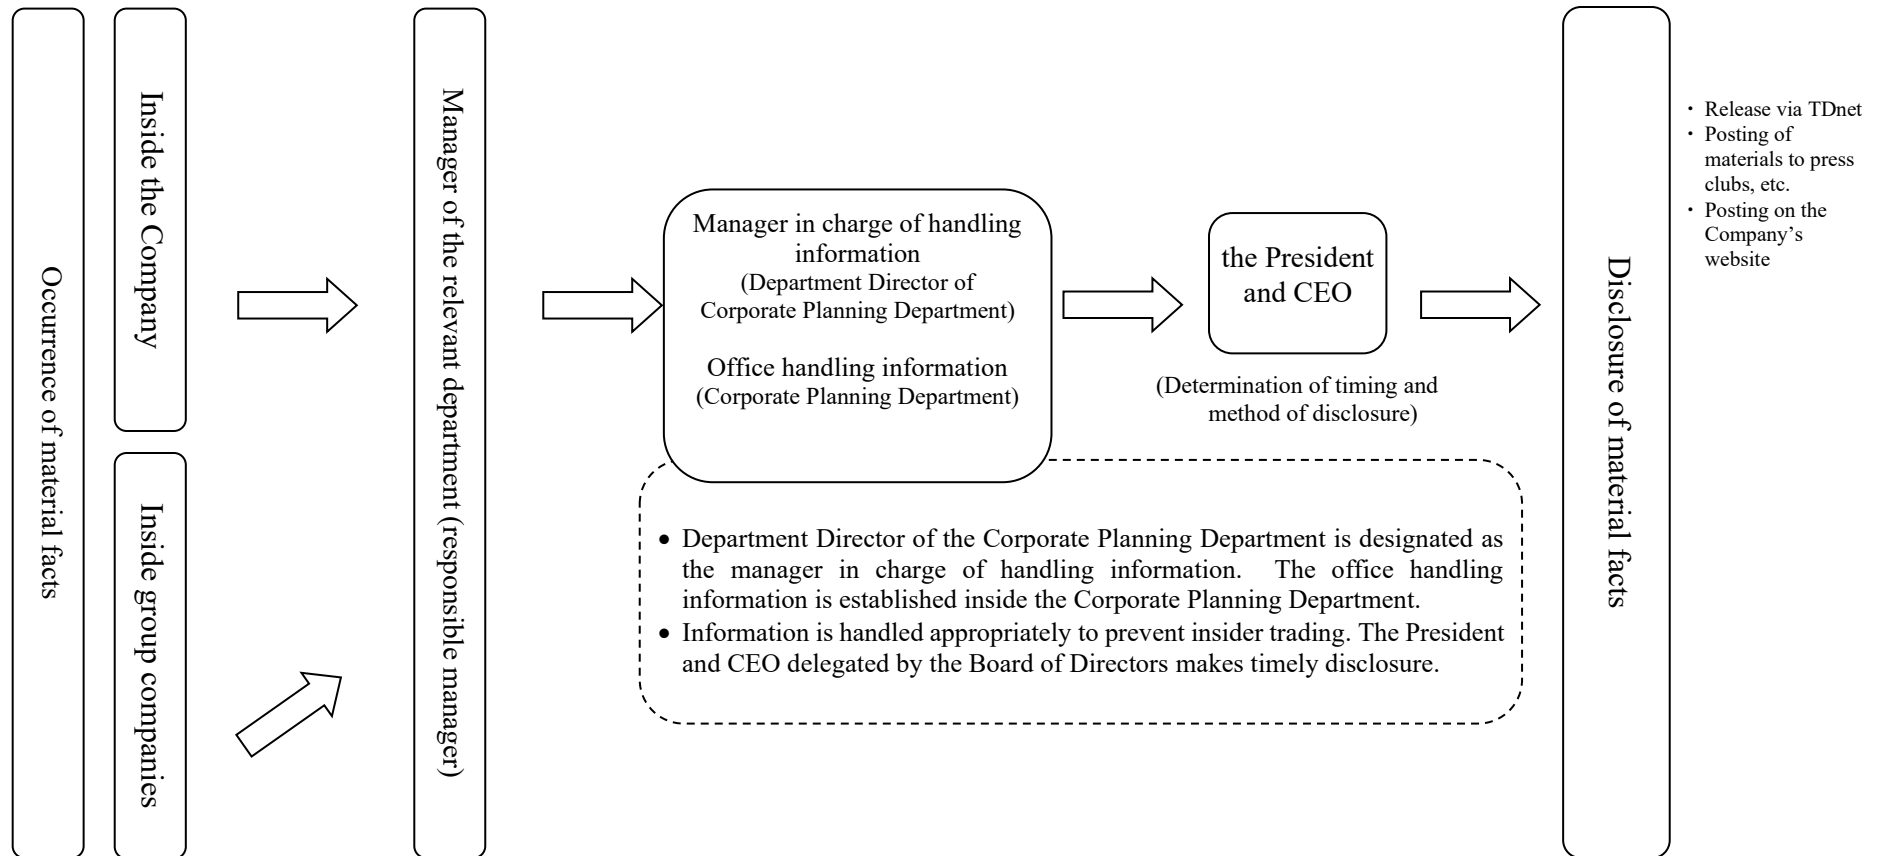 Occurrence of material facts
Inside the Company
Inside group companies
Manager of the relevant department (responsible manager)
Manager in charge of handling
information
(Department Director of
Corporate Planning Department)
Office handling information
(Corporate Planning Department)
the President
and CEO
(Determination of timing and
method of disclosure)
• Department Director of the Corporate Planning Department is designated as
the manager in charge of handling information. The office handling
information is established inside the Corporate Planning Department.
• Information is handled appropriately to prevent insider trading. The President
and CEO delegated by the Board of Directors makes timely disclosure.
Disclosure of material facts
・ Release via TDnet
・ Posting of
materials to press
clubs, etc.
・ Posting on the
Company’s
website